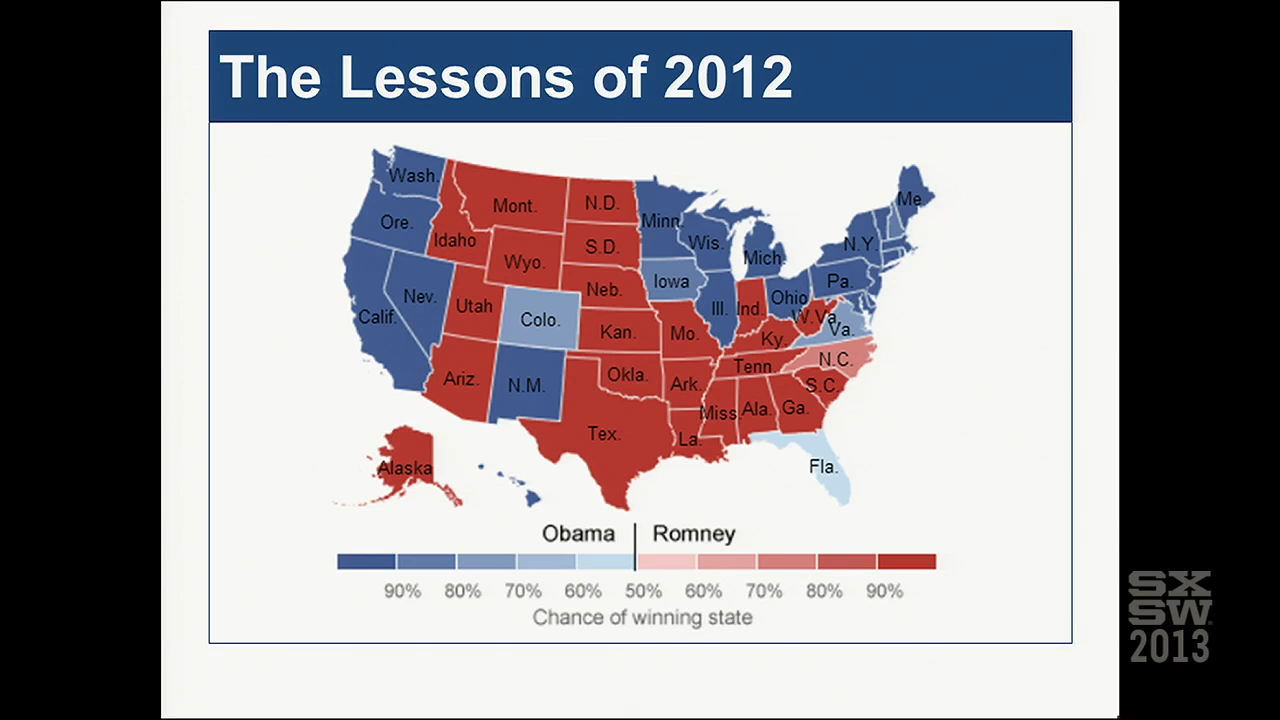 The Lessons of 2012
Wash.
Ore.
Calif.
Nev.
Idaho
Mont.
Wyo.
Utah
Ariz.
Colo.
N.M.
N.D.
S.D.
Neb.
Kan.
Okla.
Tex.
Minn.
Iowa
Mo.
Ark.
La.
Wis.
Ill.
Mich.
Ind.
Ohio
Ky.
Tenn.
Miss.
Ala.
Ga.
Fla.
S.C.
N.C.
Va.
W.Va.
Pa.
N.Y.
Me.
Alaska
Obama Romney
90% 80% 70% 60% 50% 60% 70% 80% 90%
Chance of winning state
SX
SW
2013